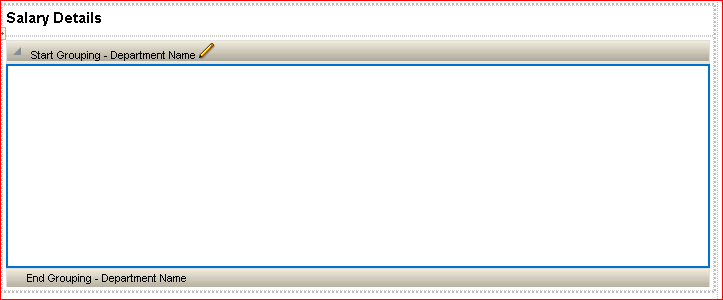 Salary Details
Start Grouping - Department Name
End Grouping - Department Name